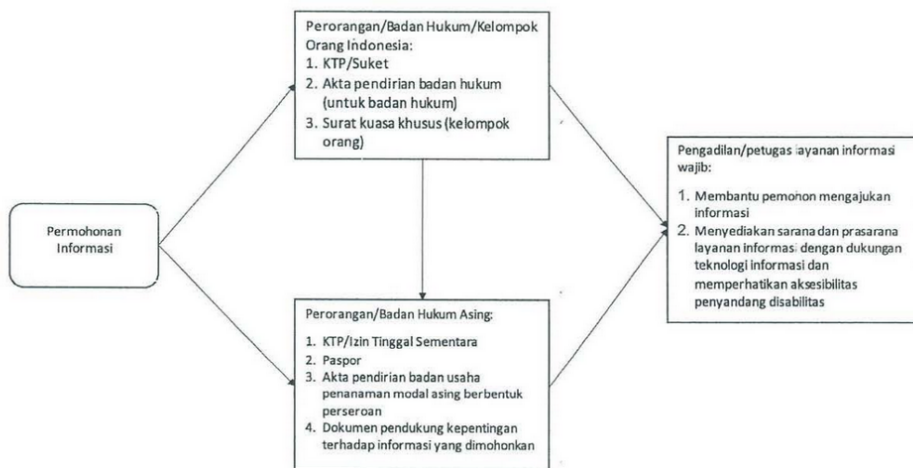 Permohonan
Informasi
Perorangan/Badan Hukum/Kelompok
Orang Indonesia:
1. KTP/Suket
2. Akta pendirian badan hukum
(untuk badan hukum)
3. Surat kuasa khusus (kelompok
orang)
Perorangan/Badan Hukum Asing:
1. KTP/Izin Tinggal Sementara
2. Paspor
3. Akta pendirian badan usaha
penanaman modal asing berbentuk
perseroan
4. Dokumen pendukung kepentingan
terhadap informasi yang dimohonkan
Pengadilan/petugas layanan informasi
wajib:
1. Membantu pemohon mengajukan
informasi
2. Menyediakan sarana dan prasarana
layanan informasi dengan dukungan
teknologi informasi dan
memperhatikan aksesibilitas
penyandang disabilitas